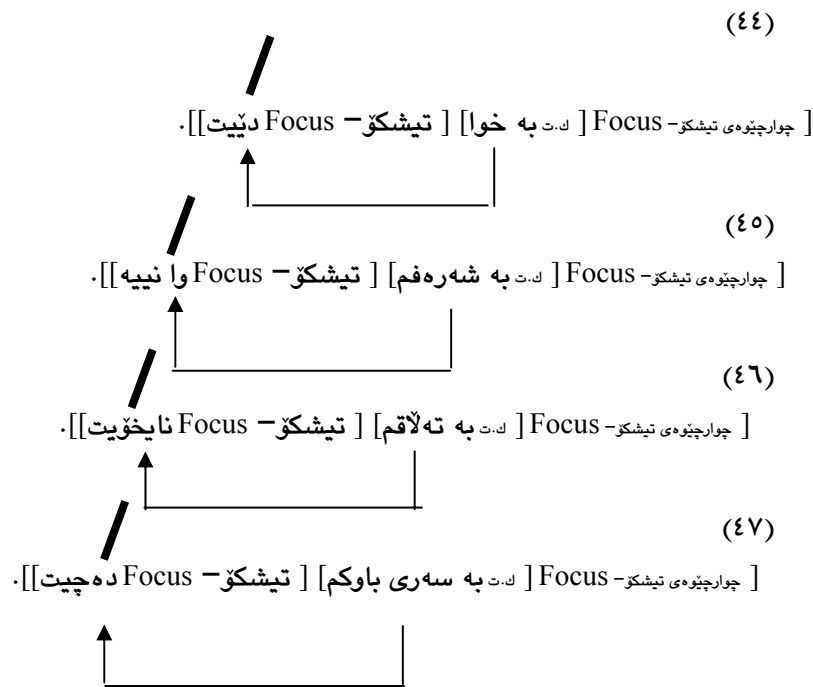 (٤٤)
[ چوارچێوەی تیشکۆ- Focus [ ک.ت بە خوا] [ تیشکۆ– Focus دێیت]].
(٤٥)
[ چوارچێوەی تیشکۆ- Focus [ ک.ت بە شەرەفم] [ تیشکۆ– Focus وا نییە]].
(٤٦)
[ چوارچێوەی تیشکۆ- Focus [ ک.ت بە تەڵاقم] [ تیشکۆ– Focus نایخۆیت]].
(٤٧)
[ چوارچێوەی تیشکۆ- Focus [ ک.ت بە سەری باوکم] [ تیشکۆ– Focus دەچیت]].